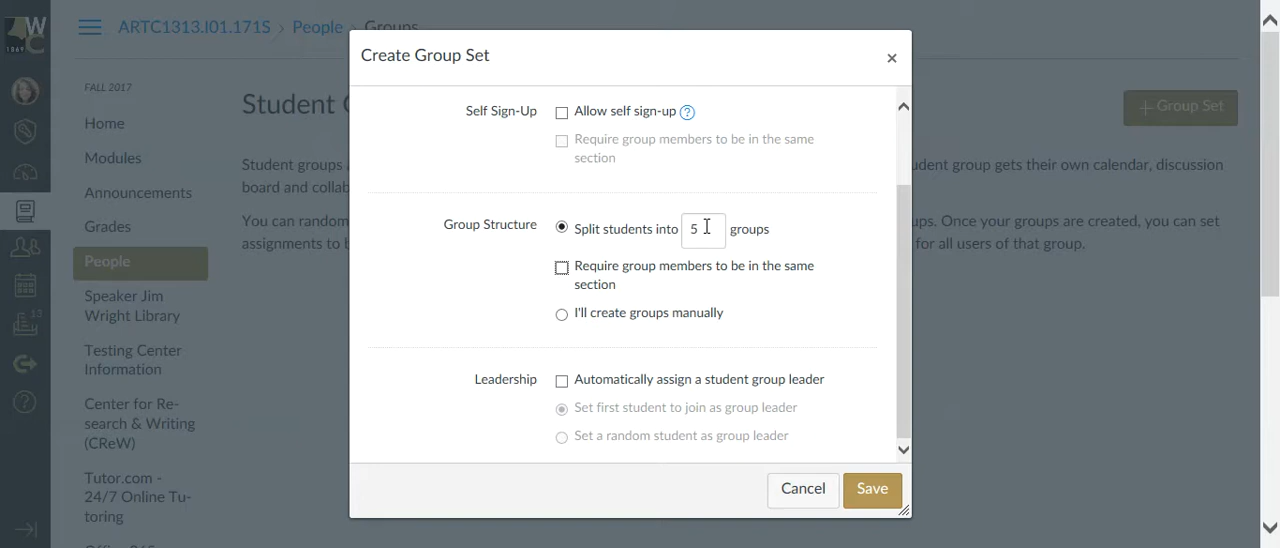 WC
1869
ARTC1313.I01.171S > People > Groups
FALL 2017
Home
Modules
Announcements
Grades
People
Speaker Jim
Wright Library
Testing Center
Information
Center for Re-
search & Writing
(CReW)
Tutor.com -
24/7 Online Tu-
toring
Office 365
13
Student G
+ Group Set
Student groups a
udent group gets their own calendar, discussion
board and collab
You can random
ups. Once your groups are created, you can set
assignments to b
for all users of that group.
Create Group Set
×
Self Sign-Up
Allow self sign-up ?
Require group members to be in the same
section
Group Structure
Split students into 5 groups
Require group members to be in the same
section
I'll create groups manually
Leadership
Automatically assign a student group leader
Set first student to join as group leader
Set a random student as group leader
Cancel
Save